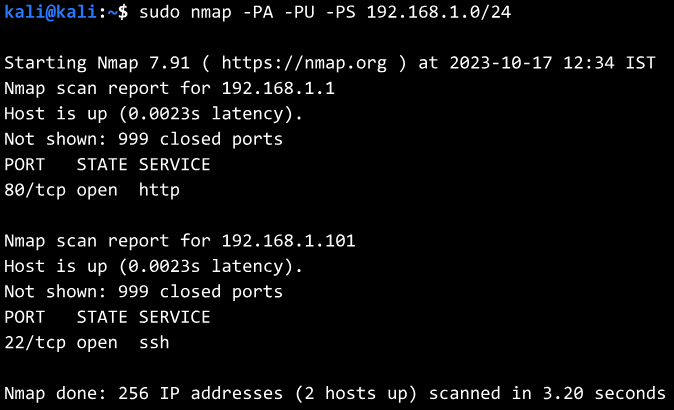 kali@kali:~$ sudo nmap -PA -PU -PS 192.168.1.0/24
Starting Nmap 7.91 ( https://nmap.org ) at 2023-10-17 12:34 IST
Nmap scan report for 192.168.1.1
Host is up (0.0023s latency).
Not shown: 999 closed ports
PORT   STATE SERVICE
80/tcp open  http
Nmap scan report for 192.168.1.101
Host is up (0.0023s latency).
Not shown: 999 closed ports
PORT   STATE SERVICE
22/tcp open  ssh
Nmap done: 256 IP addresses (2 hosts up) scanned in 3.20 seconds